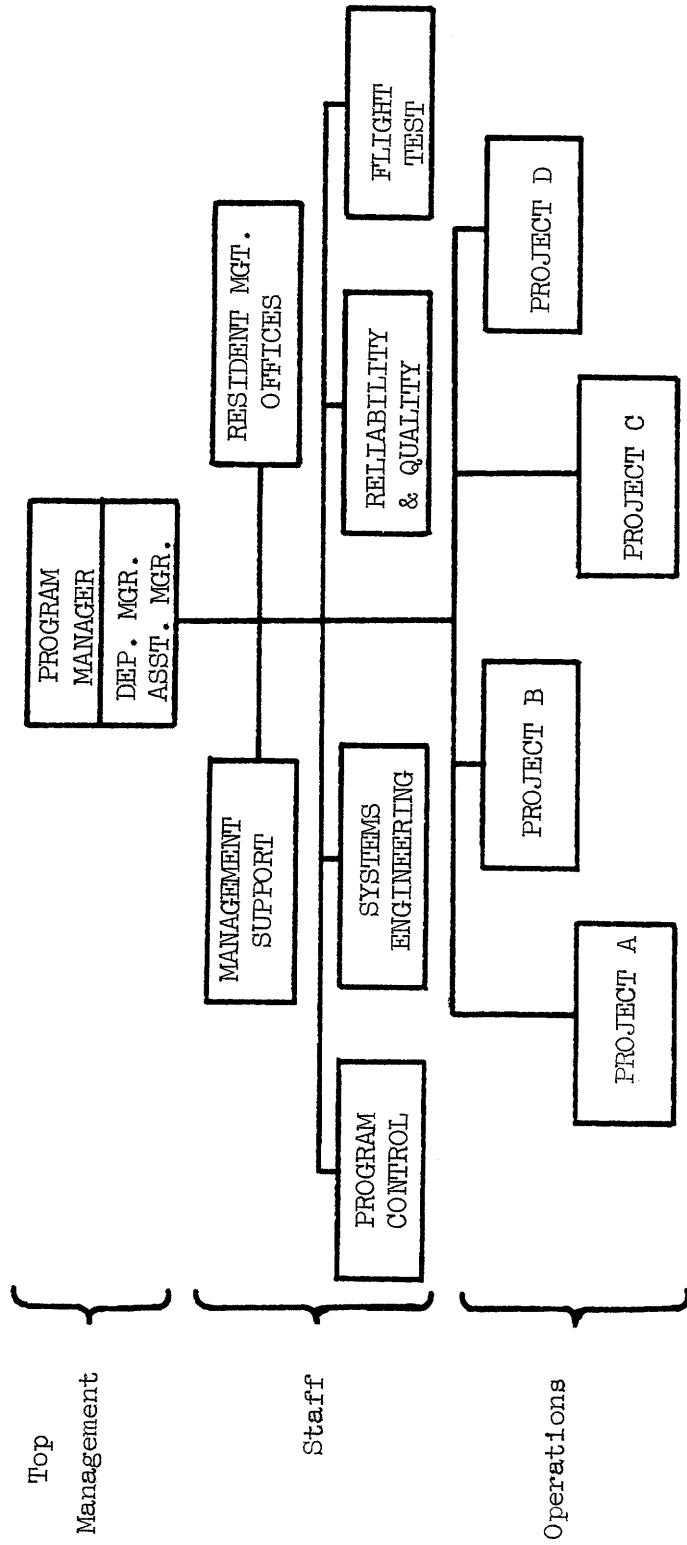 Top
Management
PROGRAM
MANAGER
DEP. MGR.
ASST. MGR.
Staff
MANAGEMENT
SUPPORT
RESIDENT MGT.
OFFICES
PROGRAM
CONTROL
SYSTEMS
ENGINEERING
RELIABILITY
& QUALITY
FLIGHT
TEST
Operations
PROJECT A
PROJECT B
PROJECT C
PROJECT D